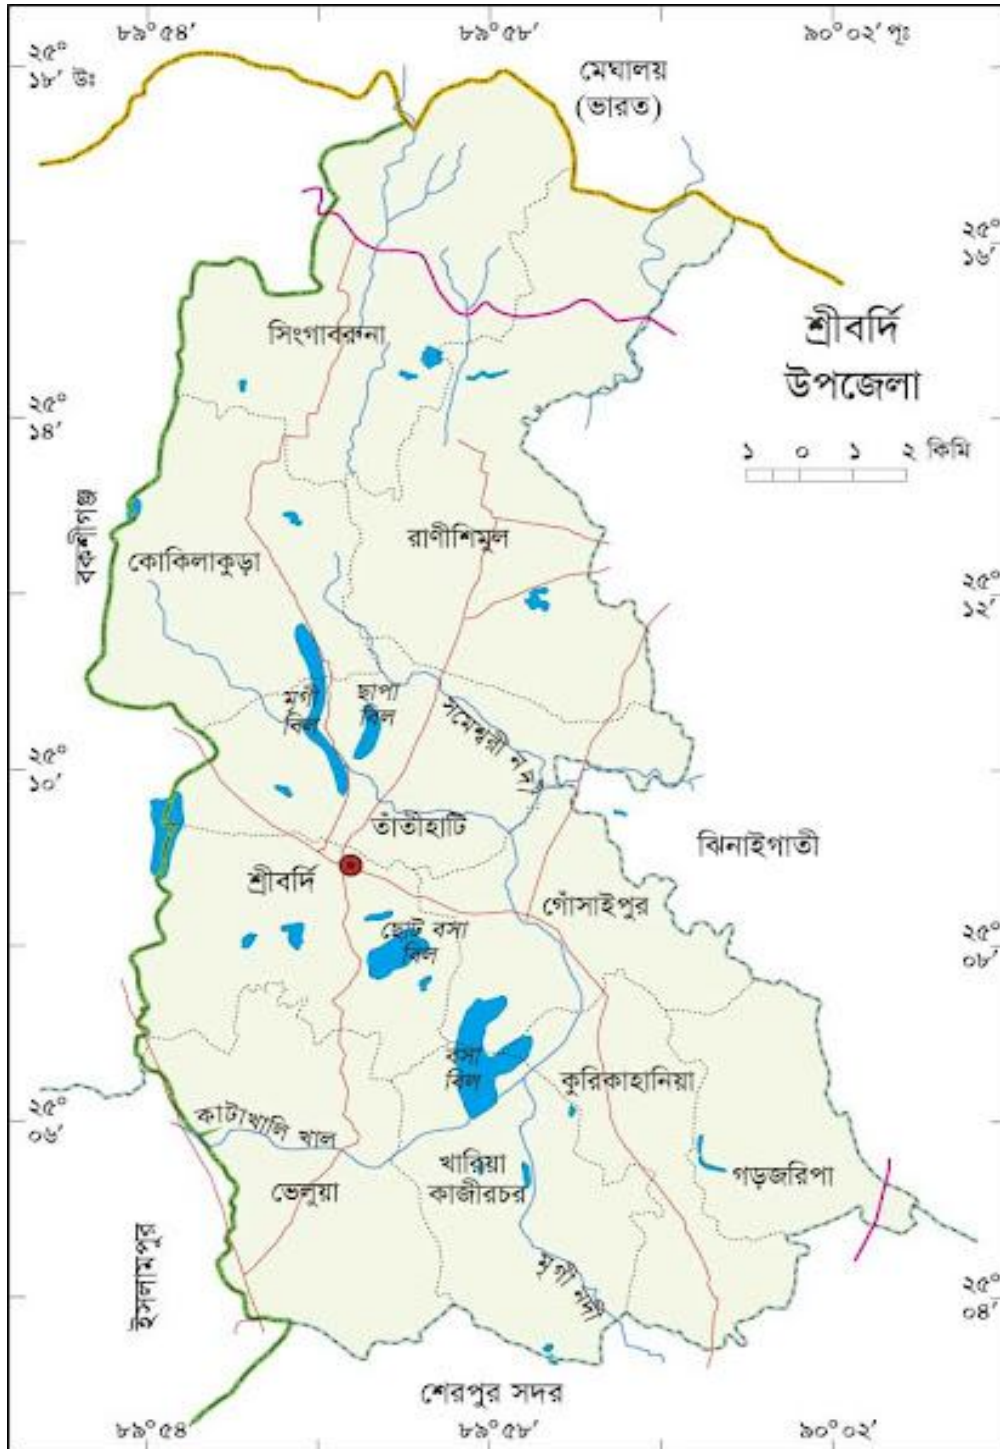 ৮৯°৫৪′
৮৯°৫৮′
৯০°০২′ পূঃ
২৫°
১৮′ উঃ
মেঘালয়
(ভারত)
২৫°
১৬′
শ্রীবর্দি
উপজেলা
সিংগাবরুনা
২৫°
১৪′
১ ০ ১ ২ কিমি
বকশীগঞ্জ
রাণীশিমুল
কোকিলাকুড়া
২৫°
১২′
মৃগী
বিল
ছাপা
বিল
সমেশ্বরী নদী
২৫°
১০′
তাঁতীহাটি
ঝিনাইগাতী
শ্রীবর্দি
গোঁসাইপুর
ছোট বসা
বিল
২৫°
০৮′
বসা
বিল
কুরিকাহানিয়া
২৫°
০৬′
কাটাখালি খাল
খারিয়া
কাজীরচর
ভেলুয়া
গড়জরিপা
ইসলামপুর
মৃগী নদী
২৫°
০৪′
শেরপুর সদর
৮৯°৫৪′
৮৯°৫৮′
৯০°০২′